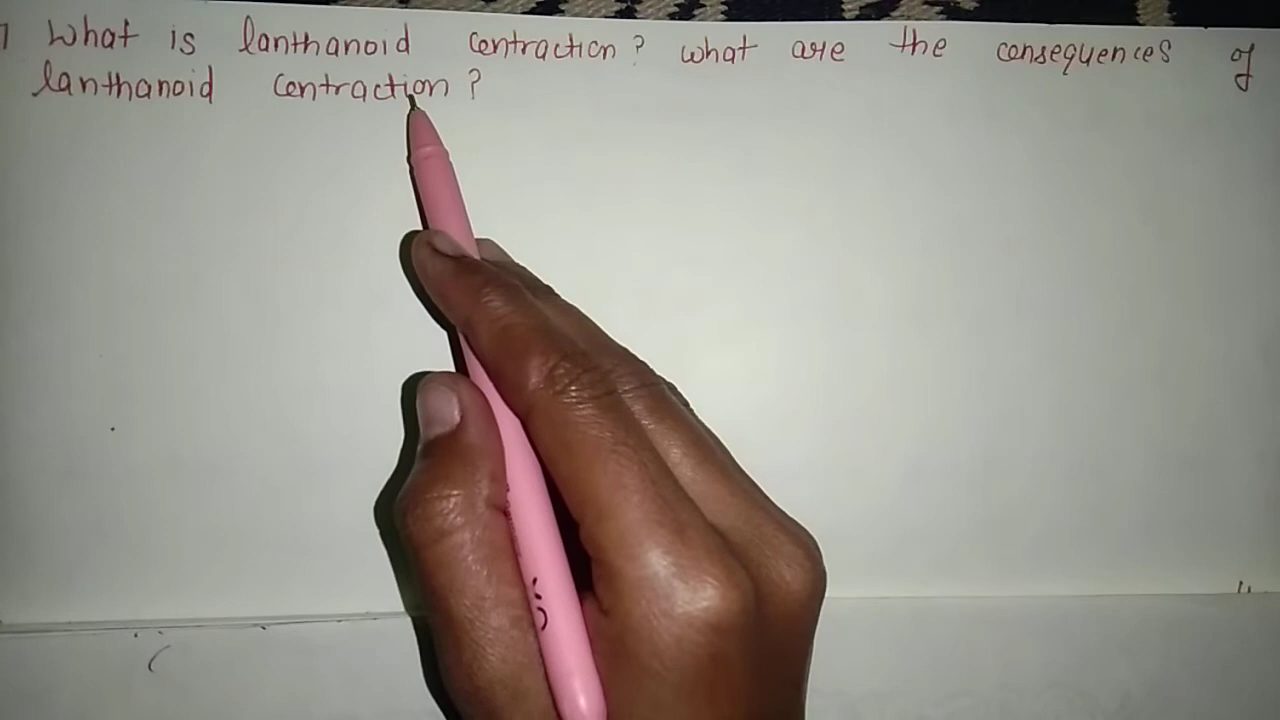 What is lanthanoid contraction? what are the consequences of
lanthanoid contraction?